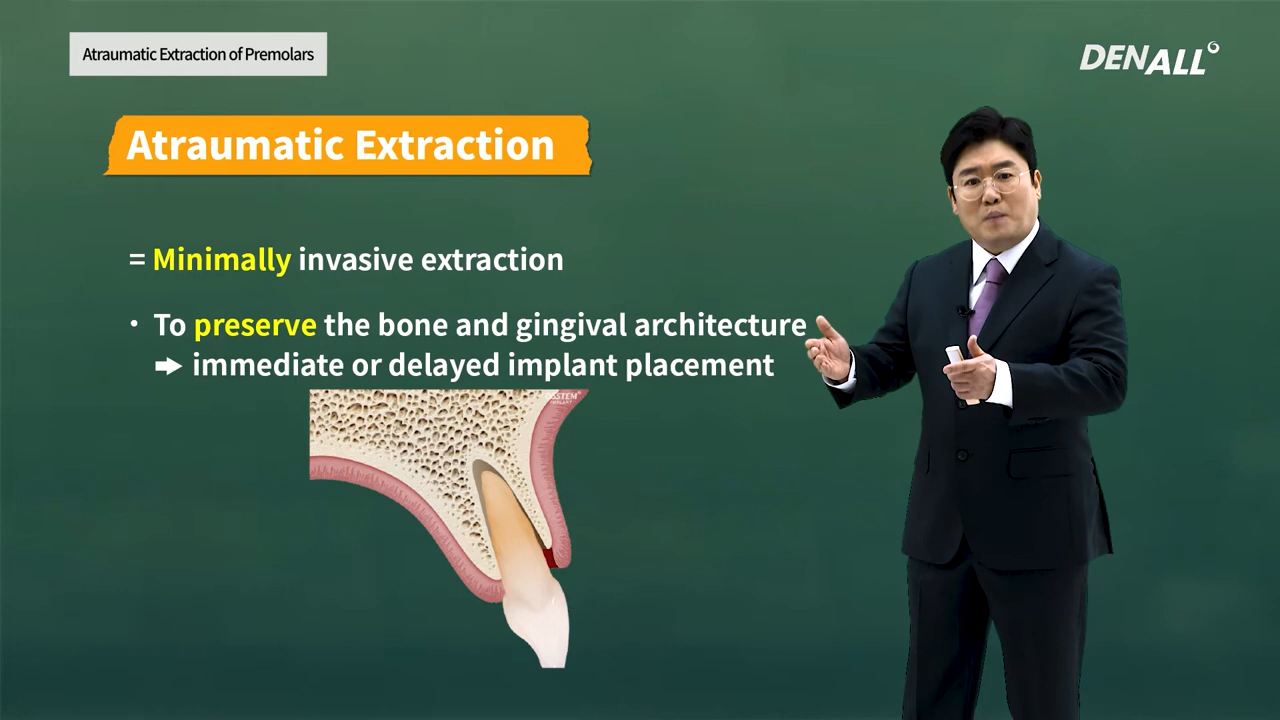 Atraumatic Extraction of Premolars
DENALL
Atraumatic Extraction
= Minimally invasive extraction
• To preserve the bone and gingival architecture
➡ immediate or delayed implant placement